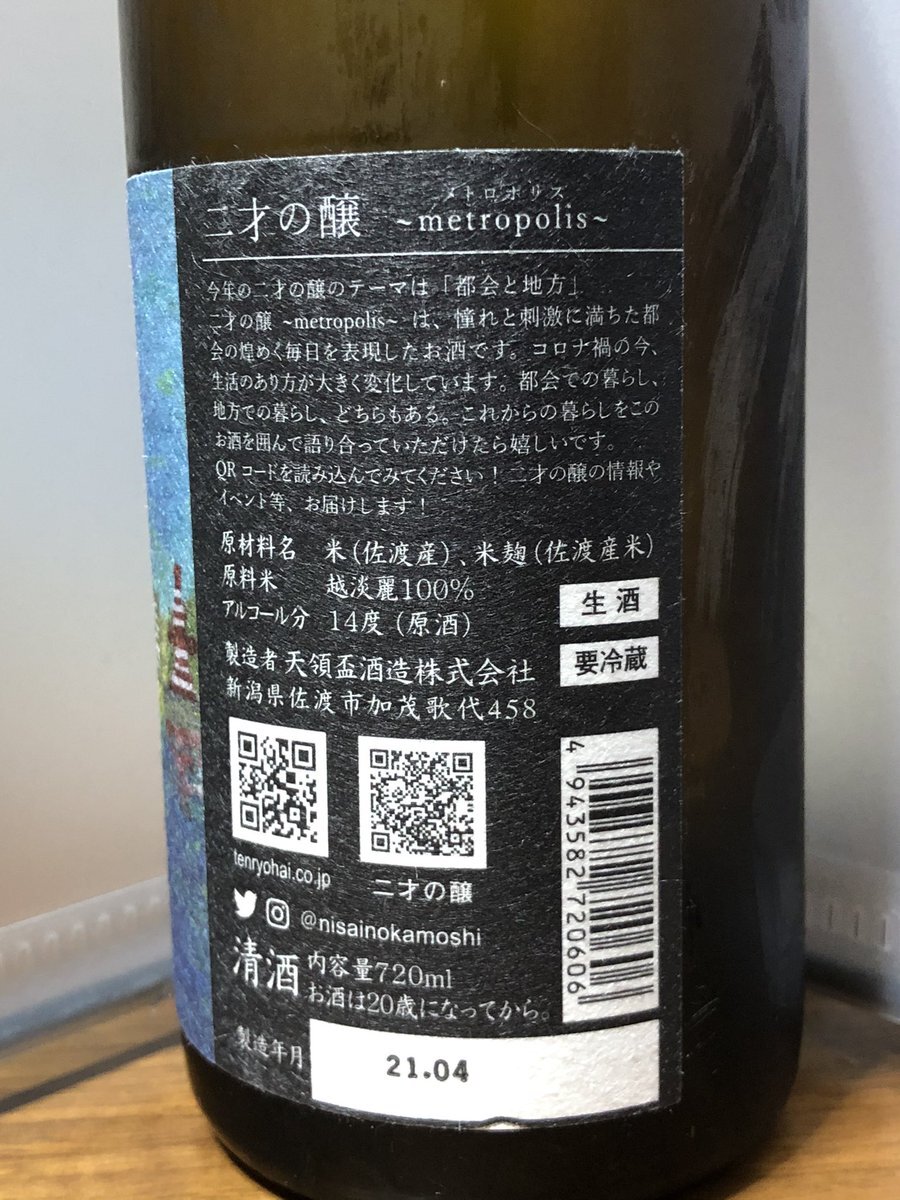 メトロポリス
二才の醸 ~metropolis~
今年の二才の醸のテーマは「都会と地方」
二才の醸 ~metropolis~ は、憧れと刺激に満ちた都
会の煌めく毎日を表現したお酒です。コロナ禍の今、
生活のあり方が大きく変化しています。都会での暮らし、
地方での暮らし、どちらもある。これからの暮らしをこの
お酒を囲んで語り合っていただけたら嬉しいです。
QRコードを読み込んでみてください！二才の醸の情報や
イベント等、お届けします！
原材料名 米(佐渡産)、米麹(佐渡産米)
原料米 越淡麗100%
アルコール分 14度 (原酒)
生酒
要冷蔵
製造者 天領盃酒造株式会社
新潟県佐渡市加茂歌代458
tenryohai.co.jp
二才の醸
@nisainokamoshi
清酒 内容量720ml
お酒は20歳になってから。
4 943582 720606
製造年月 21.04